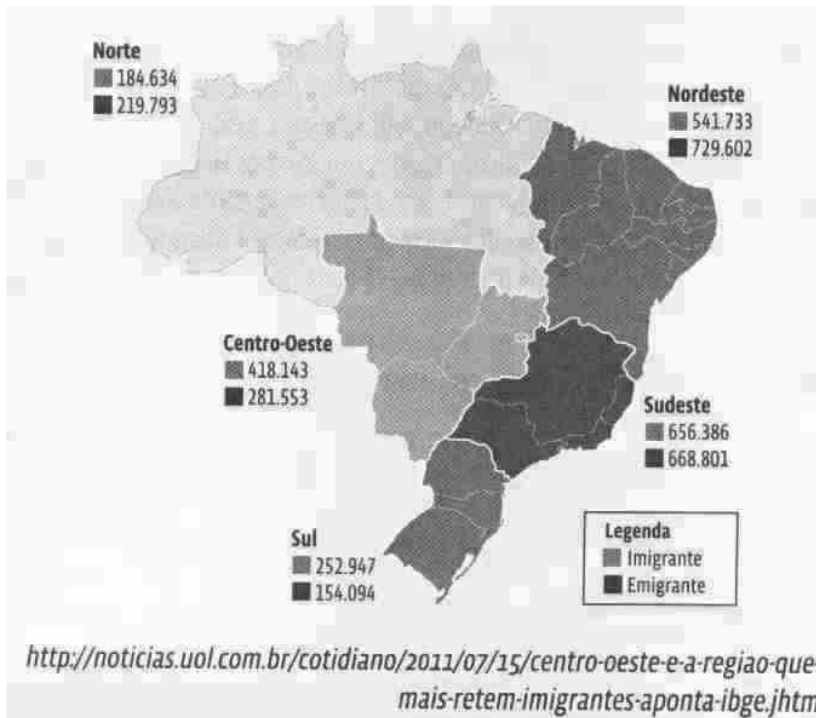 Norte
184.634
219.793
Nordeste
541.733
729.602
Centro-Oeste
418.143
281.553
Sudeste
656.386
668.801
Sul
252.947
154.094
Legenda
Imigrante
Emigrante
http://noticias.uol.com.br/cotidiano/2011/07/15/centro-oeste-e-a-regiao-que-
mais-retem-imigrantes-aponta-ibge.jhtm